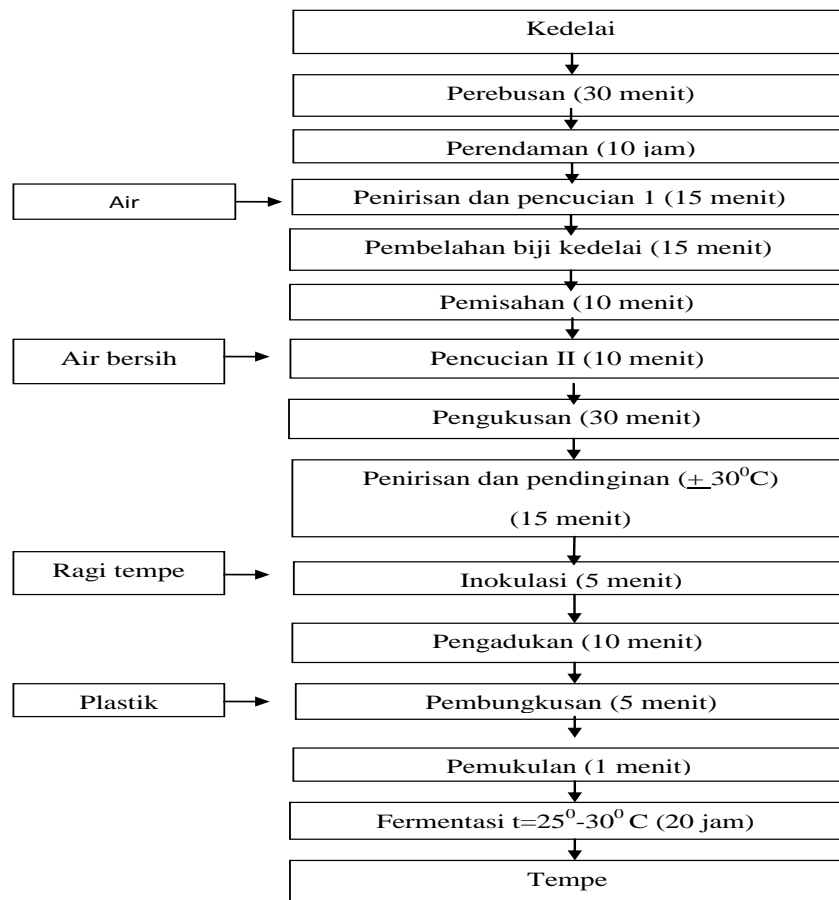 Kedelai
Perebusan (30 menit)
Perendaman (10 jam)
Air
Penirisan dan pencucian 1 (15 menit)
Pembelahan biji kedelai (15 menit)
Pemisahan (10 menit)
Air bersih
Pencucian II (10 menit)
Pengukusan (30 menit)
Penirisan dan pendinginan (± 30⁰C)
(15 menit)
Ragi tempe
Inokulasi (5 menit)
Pengadukan (10 menit)
Plastik
Pembungkusan (5 menit)
Pemukulan (1 menit)
Fermentasi t=25⁰-30⁰ C (20 jam)
Tempe